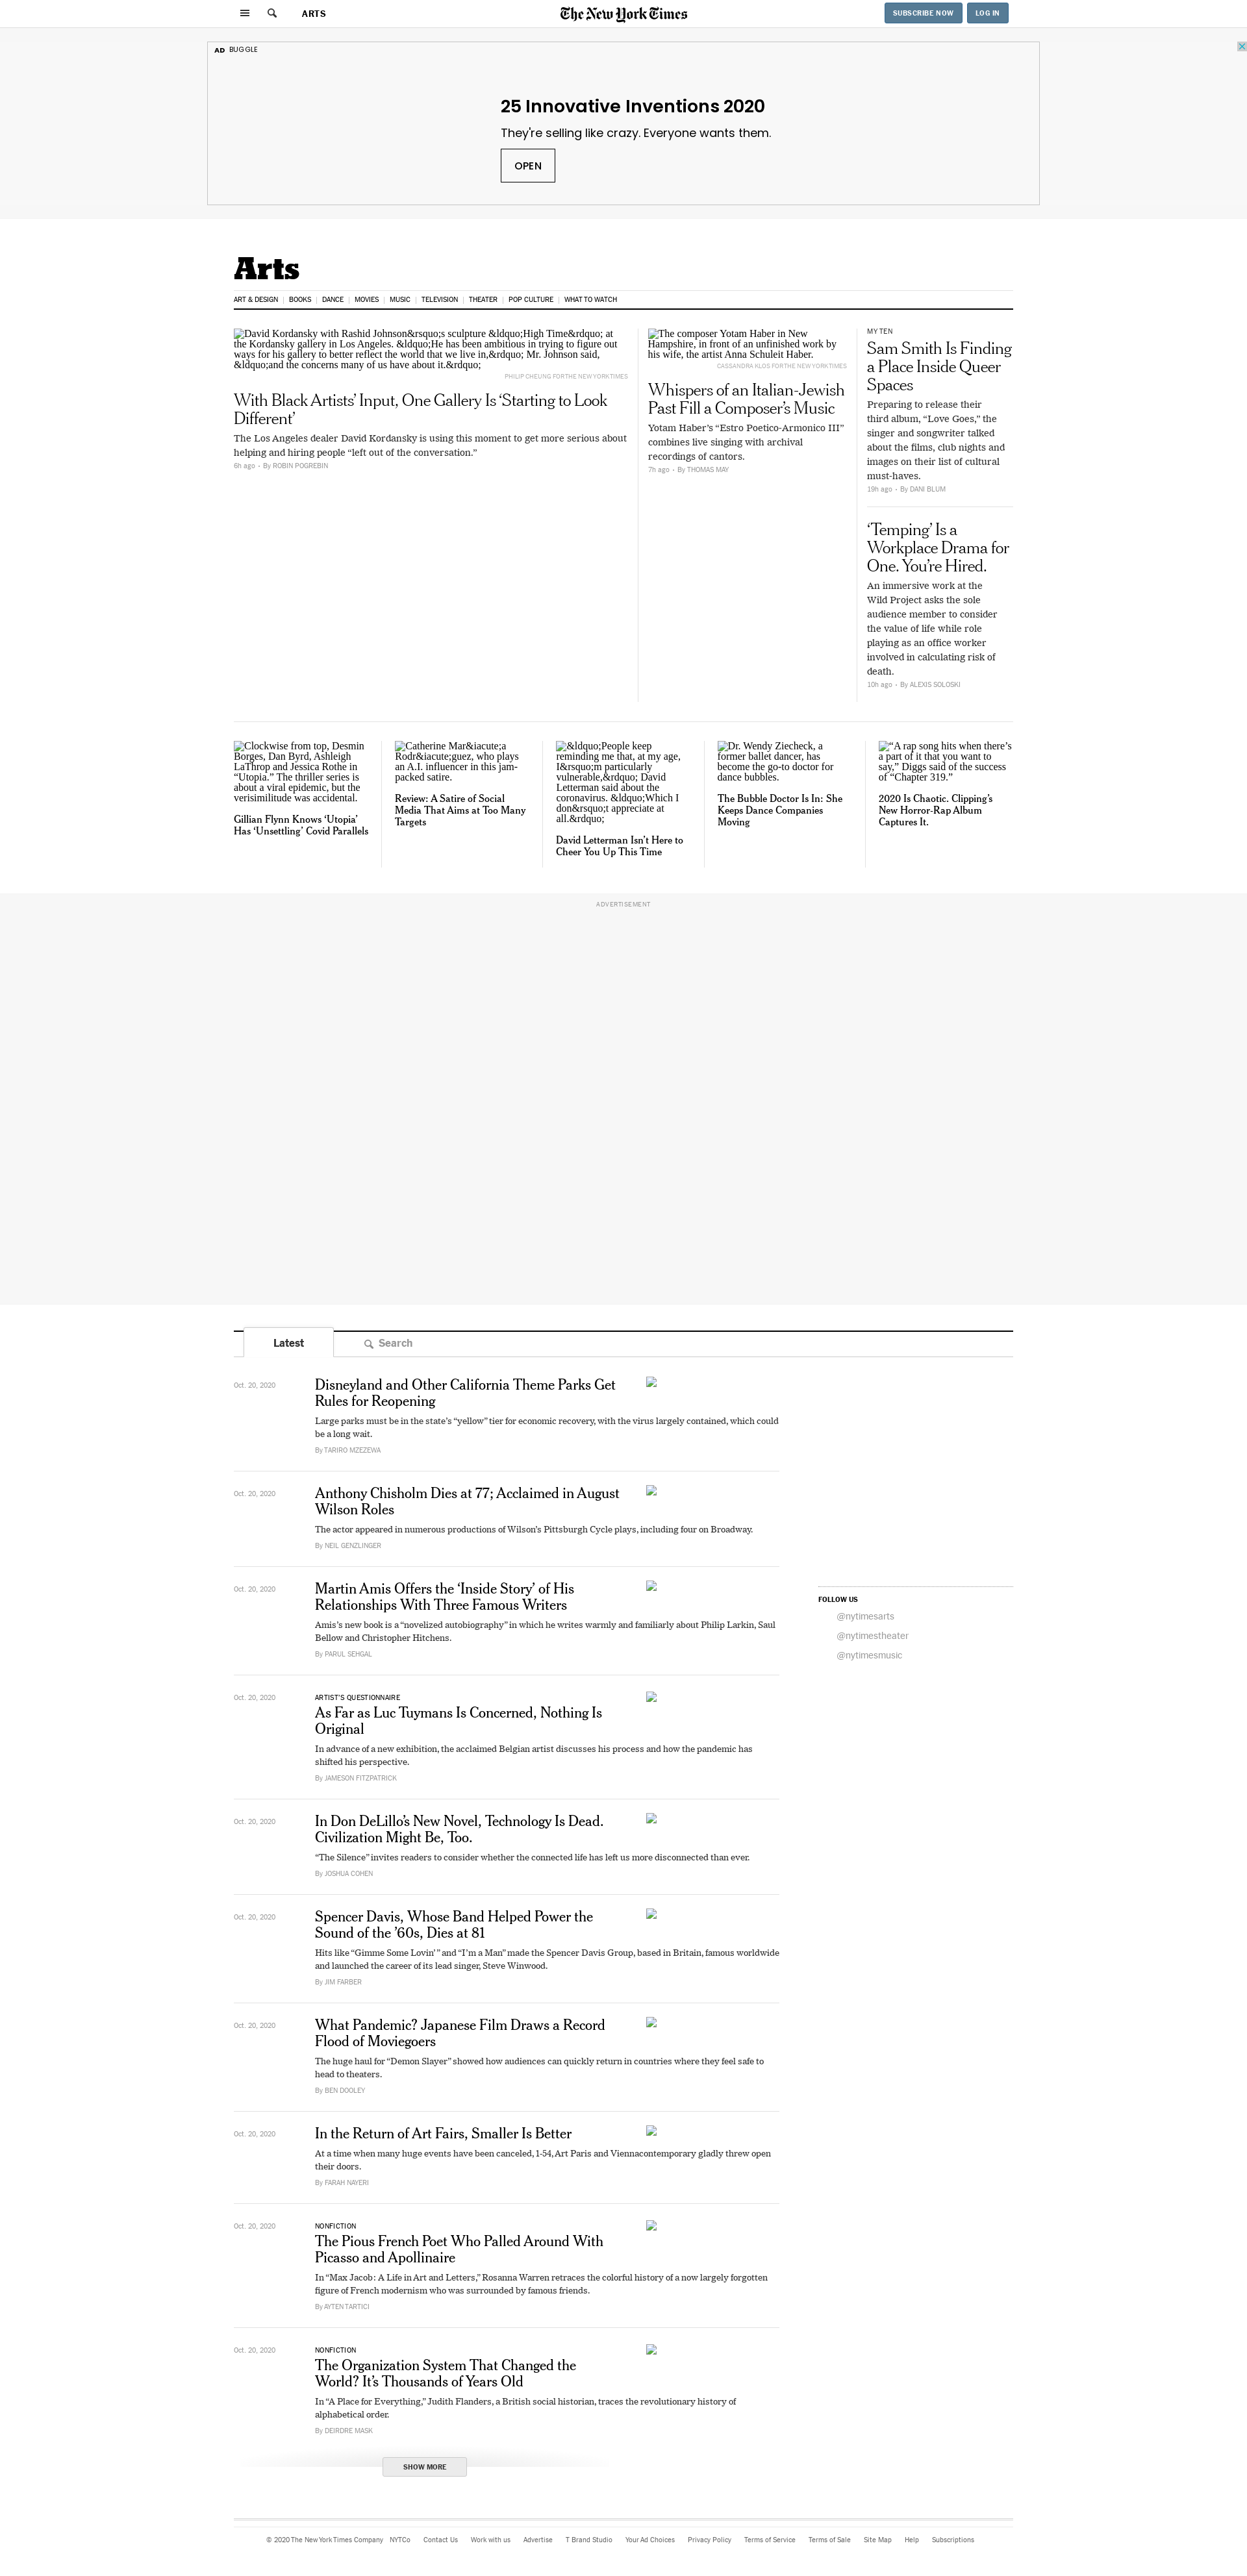 ARTS
The New York Times
SUBSCRIBE NOW
LOG IN
AD BUGGLE
25 Innovative Inventions 2020
They're selling like crazy. Everyone wants them.
OPEN
Arts
ART & DESIGN
BOOKS
DANCE
MOVIES
MUSIC
TELEVISION
THEATER
POP CULTURE
WHAT TO WATCH
David Kordansky with Rashid Johnson&rsquo;s sculpture &ldquo;High Time&rdquo; at
the Kordansky gallery in Los Angeles. &ldquo;He has been ambitious in trying to figure out
ways for his gallery to better reflect the world that we live in,&rdquo; Mr. Johnson said,
&ldquo;and the concerns many of us have about it.&rdquo;
PHILIP CHEUNG FOR THE NEW YORK TIMES
With Black Artists’ Input, One Gallery Is ‘Starting to Look
Different’
The Los Angeles dealer David Kordansky is using this moment to get more serious about
helping and hiring people “left out of the conversation.”
6h ago • By ROBIN POGREBIN
The composer Yotam Haber in New
Hampshire, in front of an unfinished work by
his wife, the artist Anna Schuleit Haber.
CASSANDRA KLOS FOR THE NEW YORK TIMES
Whispers of an Italian-Jewish
Past Fill a Composer’s Music
Yotam Haber’s “Estro Poetico-Armonico III”
combines live singing with archival
recordings of cantors.
7h ago • By THOMAS MAY
MY TEN
Sam Smith Is Finding
a Place Inside Queer
Spaces
Preparing to release their
third album, “Love Goes,” the
singer and songwriter talked
about the films, club nights and
images on their list of cultural
must-haves.
19h ago • By DANI BLUM
‘Temping’ Is a
Workplace Drama for
One. You’re Hired.
An immersive work at the
Wild Project asks the sole
audience member to consider
the value of life while role
playing as an office worker
involved in calculating risk of
death.
10h ago • By ALEXIS SOLOSKI
Clockwise from top, Desmin
Borges, Dan Byrd, Ashleigh
LaThrop and Jessica Rothe in
“Utopia.” The thriller series is
about a viral epidemic, but the
verisimilitude was accidental.
Gillian Flynn Knows ‘Utopia’
Has ‘Unsettling’ Covid Parallels
Catherine Mar&iacute;a
Rodr&iacute;guez, who plays
an A.I. influencer in this jam-
packed satire.
Review: A Satire of Social
Media That Aims at Too Many
Targets
&ldquo;People keep
reminding me that, at my age,
I&rsquo;m particularly
vulnerable,&rdquo; David
Letterman said about the
coronavirus. &ldquo;Which I
don&rsquo;t appreciate at
all.&rdquo;
David Letterman Isn’t Here to
Cheer You Up This Time
Dr. Wendy Ziecheck, a
former ballet dancer, has
become the go-to doctor for
dance bubbles.
The Bubble Doctor Is In: She
Keeps Dance Companies
Moving
“A rap song hits when there’s
a part of it that you want to
say,” Diggs said of the success
of “Chapter 319.”
2020 Is Chaotic. Clipping’s
New Horror-Rap Album
Captures It.
ADVERTISEMENT
Latest
Search
Oct. 20, 2020
Disneyland and Other California Theme Parks Get
Rules for Reopening
Large parks must be in the state’s “yellow” tier for economic recovery, with the virus largely contained, which could
be a long wait.
By TARIRO MZEZEWA
Oct. 20, 2020
Anthony Chisholm Dies at 77; Acclaimed in August
Wilson Roles
The actor appeared in numerous productions of Wilson’s Pittsburgh Cycle plays, including four on Broadway.
By NEIL GENZLINGER
Oct. 20, 2020
Martin Amis Offers the ‘Inside Story’ of His
Relationships With Three Famous Writers
Amis’s new book is a “novelized autobiography” in which he writes warmly and familiarly about Philip Larkin, Saul
Bellow and Christopher Hitchens.
By PARUL SEHGAL
Oct. 20, 2020
ARTIST’S QUESTIONNAIRE
As Far as Luc Tuymans Is Concerned, Nothing Is
Original
In advance of a new exhibition, the acclaimed Belgian artist discusses his process and how the pandemic has
shifted his perspective.
By JAMESON FITZPATRICK
Oct. 20, 2020
In Don DeLillo’s New Novel, Technology Is Dead.
Civilization Might Be, Too.
“The Silence” invites readers to consider whether the connected life has left us more disconnected than ever.
By JOSHUA COHEN
Oct. 20, 2020
Spencer Davis, Whose Band Helped Power the
Sound of the ’60s, Dies at 81
Hits like “Gimme Some Lovin’ ” and “I’m a Man” made the Spencer Davis Group, based in Britain, famous worldwide
and launched the career of its lead singer, Steve Winwood.
By JIM FARBER
Oct. 20, 2020
What Pandemic? Japanese Film Draws a Record
Flood of Moviegoers
The huge haul for “Demon Slayer” showed how audiences can quickly return in countries where they feel safe to
head to theaters.
By BEN DOOLEY
Oct. 20, 2020
In the Return of Art Fairs, Smaller Is Better
At a time when many huge events have been canceled, 1-54, Art Paris and Viennacontemporary gladly threw open
their doors.
By FARAH NAYERI
Oct. 20, 2020
NONFICTION
The Pious French Poet Who Palled Around With
Picasso and Apollinaire
In “Max Jacob: A Life in Art and Letters,” Rosanna Warren retraces the colorful history of a now largely forgotten
figure of French modernism who was surrounded by famous friends.
By AYTEN TARTICI
Oct. 20, 2020
NONFICTION
The Organization System That Changed the
World? It’s Thousands of Years Old
In “A Place for Everything,” Judith Flanders, a British social historian, traces the revolutionary history of
alphabetical order.
By DEIRDRE MASK
SHOW MORE
FOLLOW US
@nytimesarts
@nytimestheater
@nytimesmusic
© 2020 The New York Times Company
NYTCo
Contact Us
Work with us
Advertise
T Brand Studio
Your Ad Choices
Privacy Policy
Terms of Service
Terms of Sale
Site Map
Help
Subscriptions